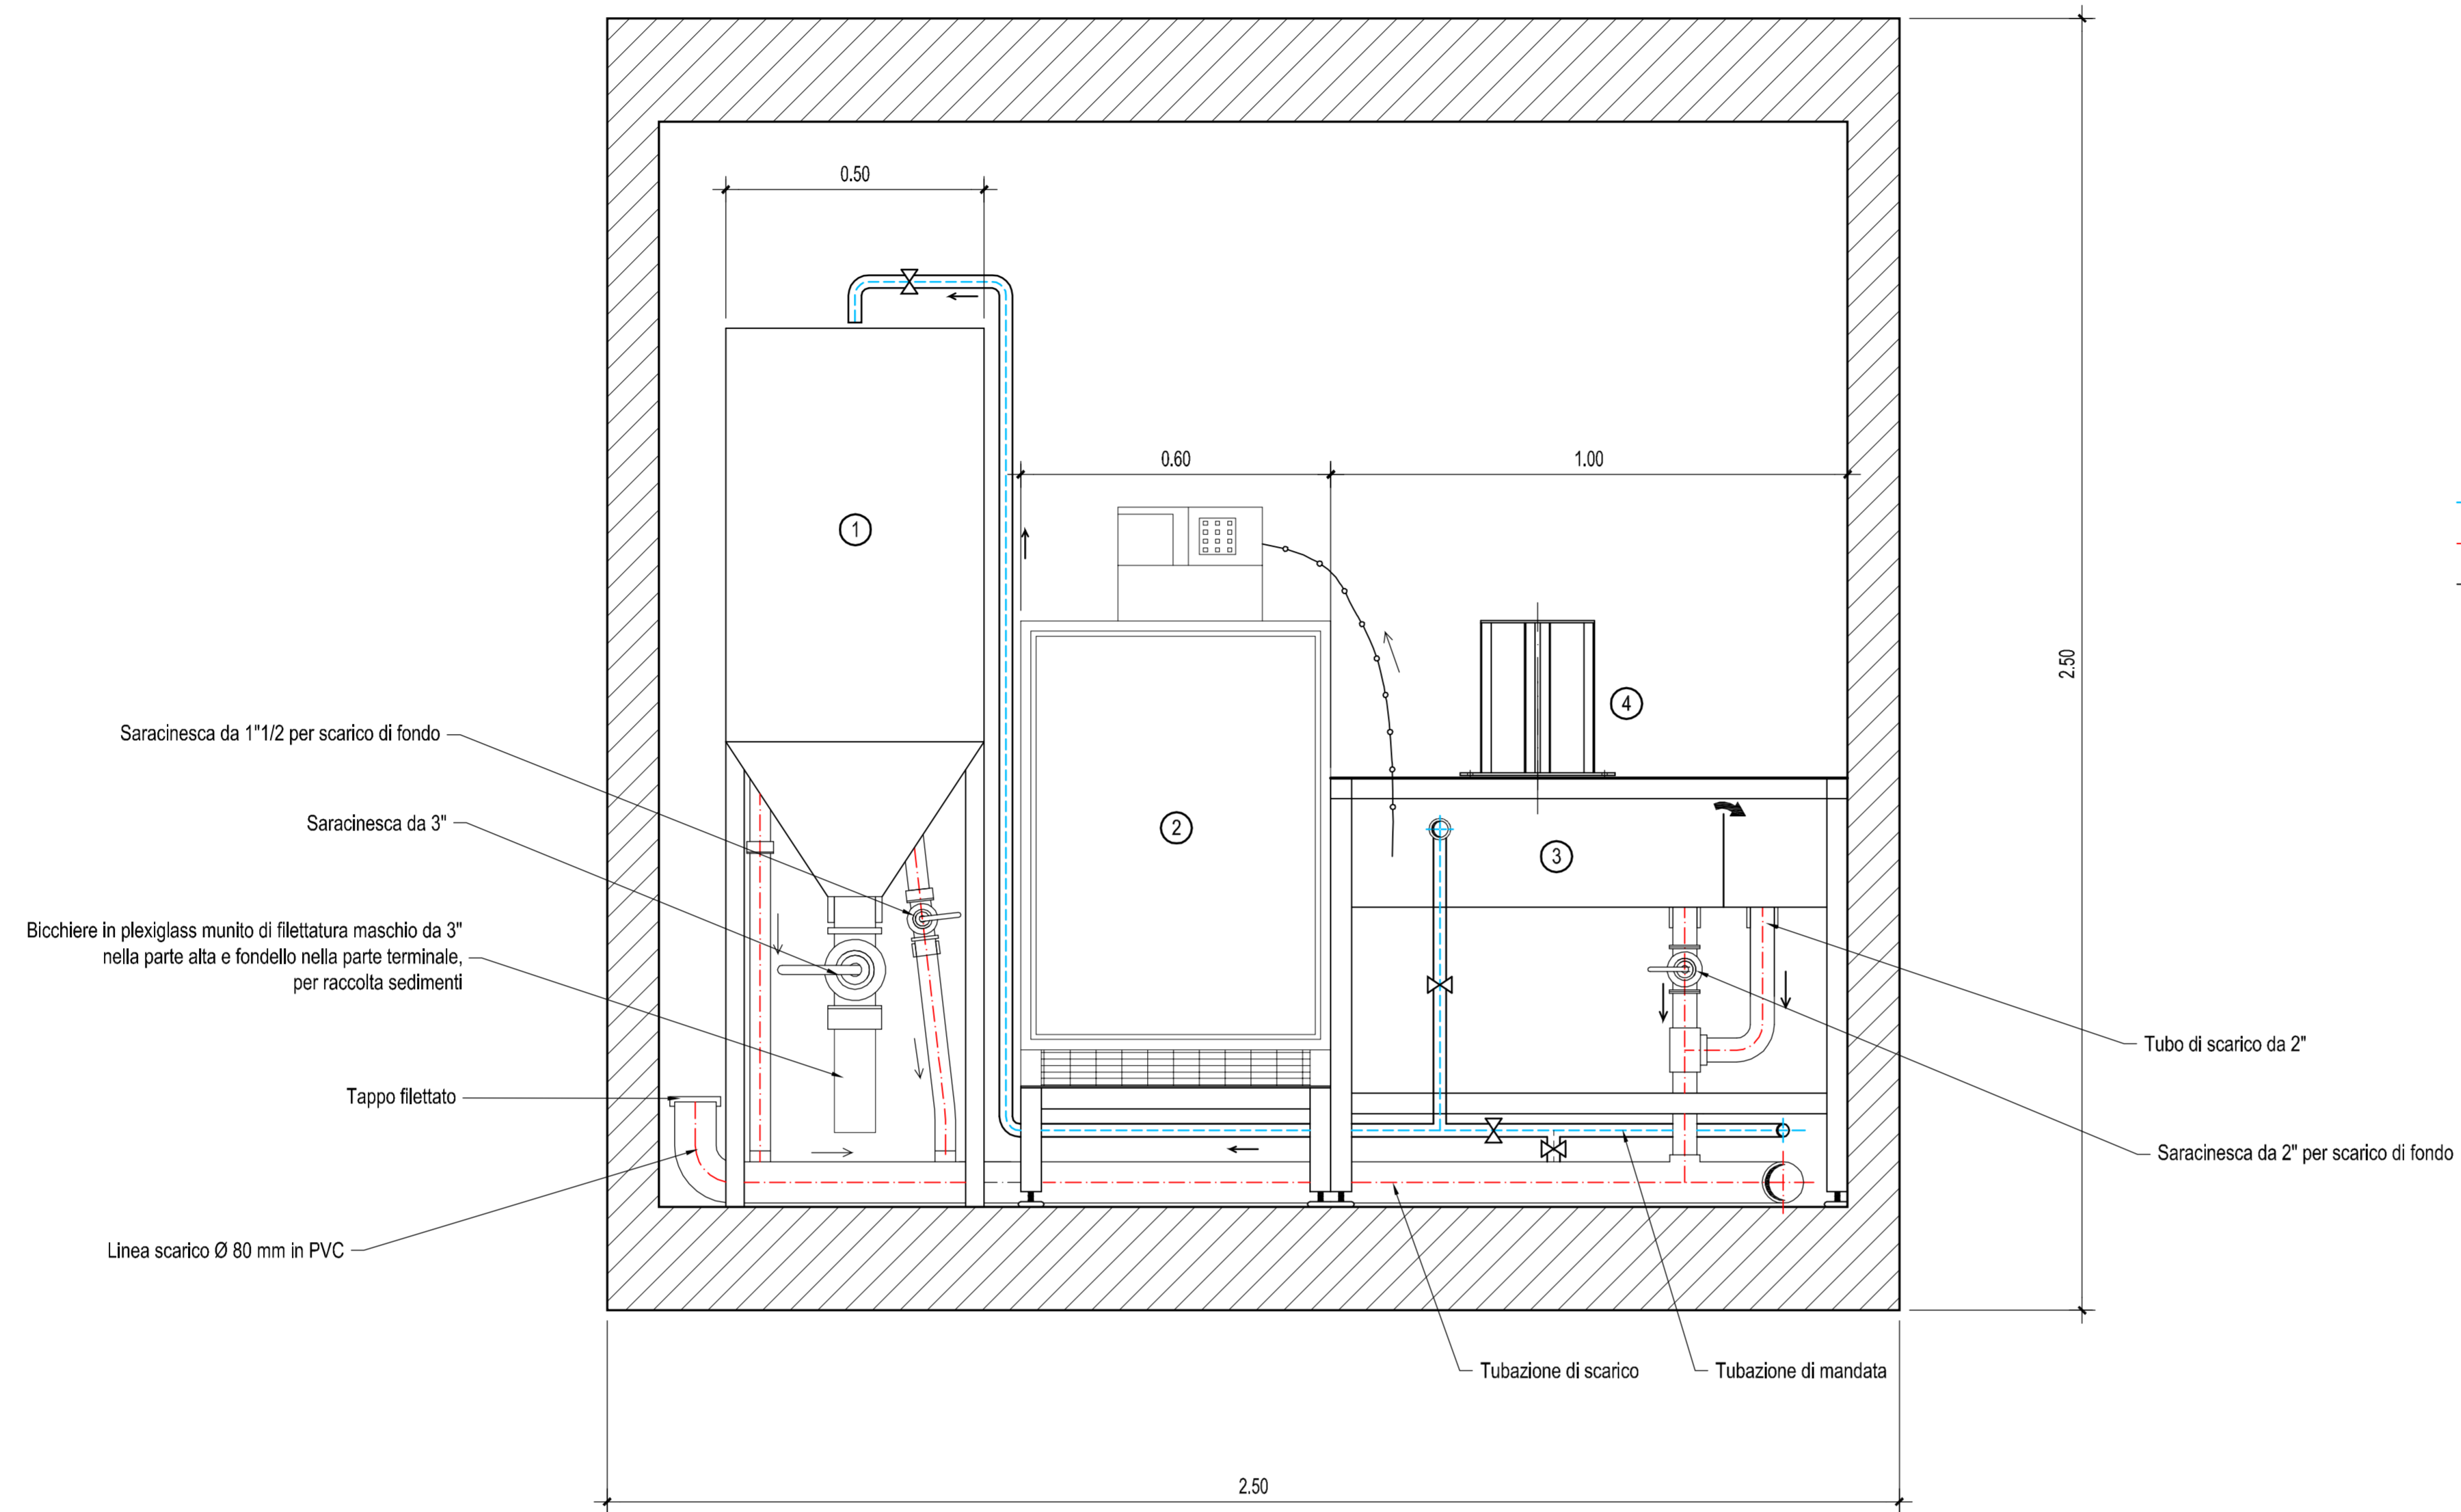 0.50
0.60
1.00
1
2.50
4
Saracinesca da 1"1/2 per scarico di fondo
Saracinesca da 3"
2
3
Bicchiere in plexiglass munito di filettatura maschio da 3"
nella parte alta e fondello nella parte terminale,
per raccolta sedimenti
Tubo di scarico da 2"
Tappo filettato
Saracinesca da 2" per scarico di fondo
Linea scarico Ø 80 mm in PVC
Tubazione di scarico
Tubazione di mandata
2.50